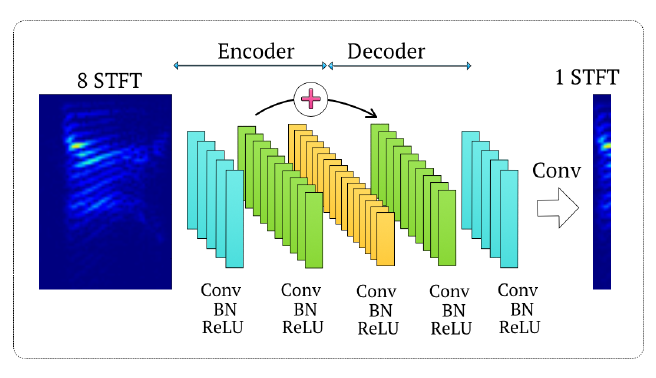 Encoder
Decoder
8 STFT
1 STFT
Conv
Conv
BN
ReLU
Conv
BN
ReLU
Conv
BN
ReLU
Conv
BN
ReLU
Conv
BN
ReLU